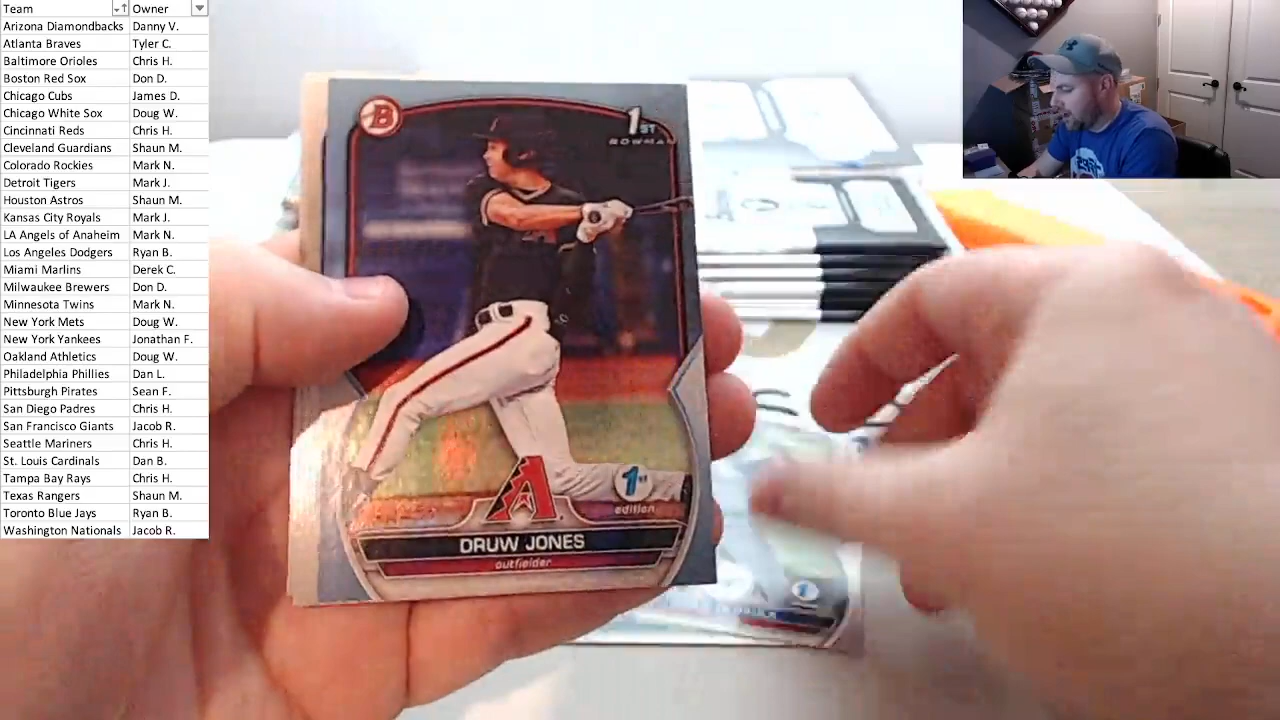 Team Owner
Arizona Diamondbacks Danny V.
Atlanta Braves Tyler C.
Baltimore Orioles Chris H.
Boston Red Sox Don D.
Chicago Cubs James D.
Chicago White Sox Doug W.
Cincinnati Reds Chris H.
Cleveland Guardians Shaun M.
Colorado Rockies Mark N.
Detroit Tigers Mark J.
Houston Astros Shaun M.
Kansas City Royals Mark J.
LA Angels of Anaheim Mark N.
Los Angeles Dodgers Ryan B.
Miami Marlins Derek C.
Milwaukee Brewers Don D.
Minnesota Twins Mark N.
New York Mets Doug W.
New York Yankees Jonathan F.
Oakland Athletics Doug W.
Philadelphia Phillies Dan L.
Pittsburgh Pirates Sean F.
San Diego Padres Chris H.
San Francisco Giants Jacob R.
Seattle Mariners Chris H.
St. Louis Cardinals Dan B.
Tampa Bay Rays Chris H.
Texas Rangers Shaun M.
Toronto Blue Jays Ryan B.
Washington Nationals Jacob R.
B
1ST
BOWMAN
A
1st
edition
DRUW JONES
outfielder